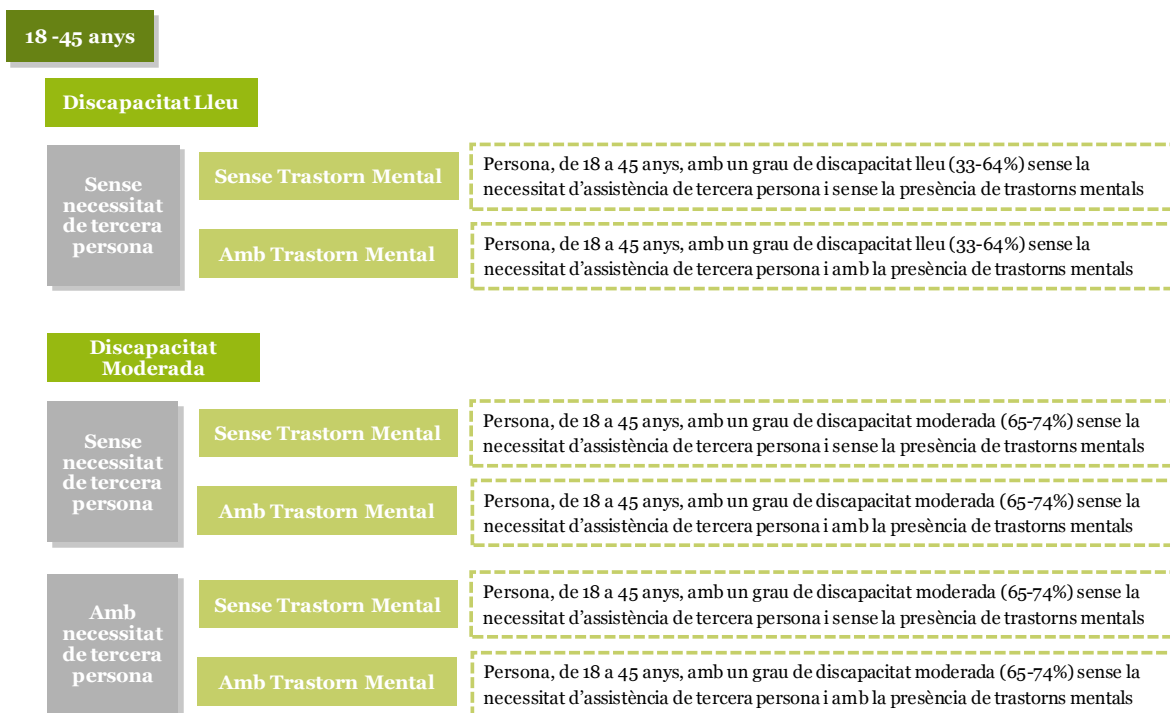 18 -45 anys
Discapacitat Lleu
Sense
necessitat
de tercera
persona
Sense Trastorn Mental
Persona, de 18 a 45 anys, amb un grau de discapacitat lleu (33-64%) sense la
necessitat d’assistència de tercera persona i sense la presència de trastorns mentals
Amb Trastorn Mental
Persona, de 18 a 45 anys, amb un grau de discapacitat lleu (33-64%) sense la
necessitat d’assistència de tercera persona i amb la presència de trastorns mentals
Discapacitat
Moderada
Sense
necessitat
de tercera
persona
Sense Trastorn Mental
Persona, de 18 a 45 anys, amb un grau de discapacitat moderada (65-74%) sense la
necessitat d’assistència de tercera persona i sense la presència de trastorns mentals
Amb Trastorn Mental
Persona, de 18 a 45 anys, amb un grau de discapacitat moderada (65-74%) sense la
necessitat d’assistència de tercera persona i amb la presència de trastorns mentals
Amb
necessitat
de tercera
persona
Sense Trastorn Mental
Persona, de 18 a 45 anys, amb un grau de discapacitat moderada (65-74%) sense la
necessitat d’assistència de tercera persona i sense la presència de trastorns mentals
Amb Trastorn Mental
Persona, de 18 a 45 anys, amb un grau de discapacitat moderada (65-74%) sense la
necessitat d’assistència de tercera persona i amb la presència de trastorns mentals